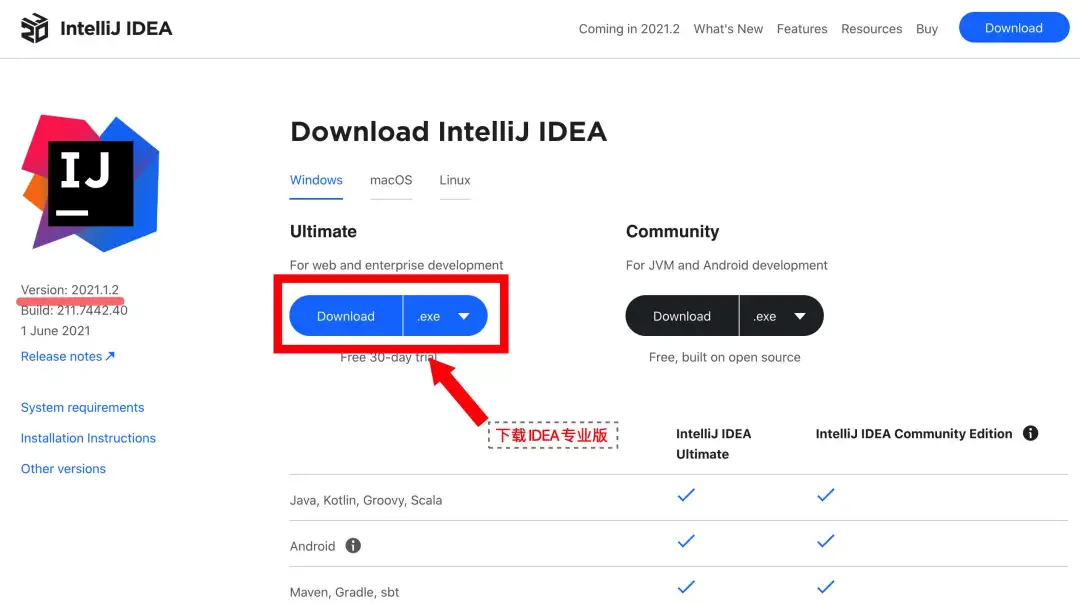 IntelliJ IDEA
Coming in 2021.2 What's New Features Resources Buy Download
IJ
Version: 2021.1.2
Build: 211.7442.40
1 June 2021
Release notes
System requirements
Installation Instructions
Other versions
Download IntelliJ IDEA
Windows macOS Linux
Ultimate
For web and enterprise development
Download .exe
Free 30-day trial
Community
For JVM and Android development
Download .exe
Free, built on open source
下载IDEA专业版
IntelliJ IDEA
Ultimate
IntelliJ IDEA Community Edition
Java, Kotlin, Groovy, Scala
Android
Maven, Gradle, sbt